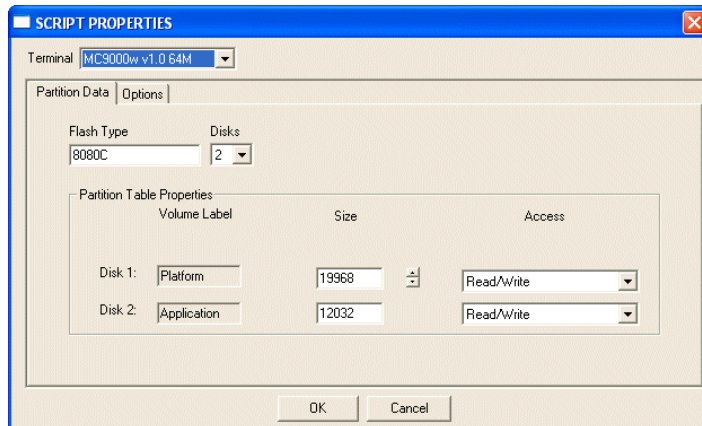 SCRIPT PROPERTIES
Terminal MC9000w v1.0 64M
Partition Data Options
Flash Type Disks
8080C 2
Partition Table Properties
Volume Label Size Access
Disk 1: Platform 19968 Read/Write
Disk 2: Application 12032 Read/Write
OK Cancel